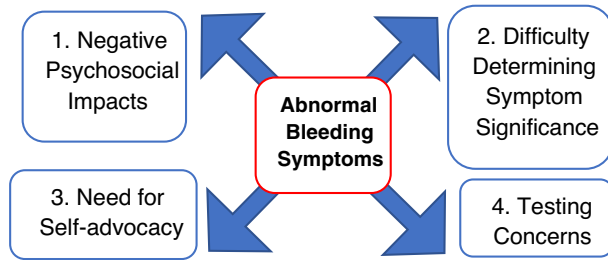 1. Negative
Psychosocial
Impacts
2. Difficulty
Determining
Symptom
Significance
Abnormal
Bleeding
Symptoms
3. Need for
Self-advocacy
4. Testing
Concerns